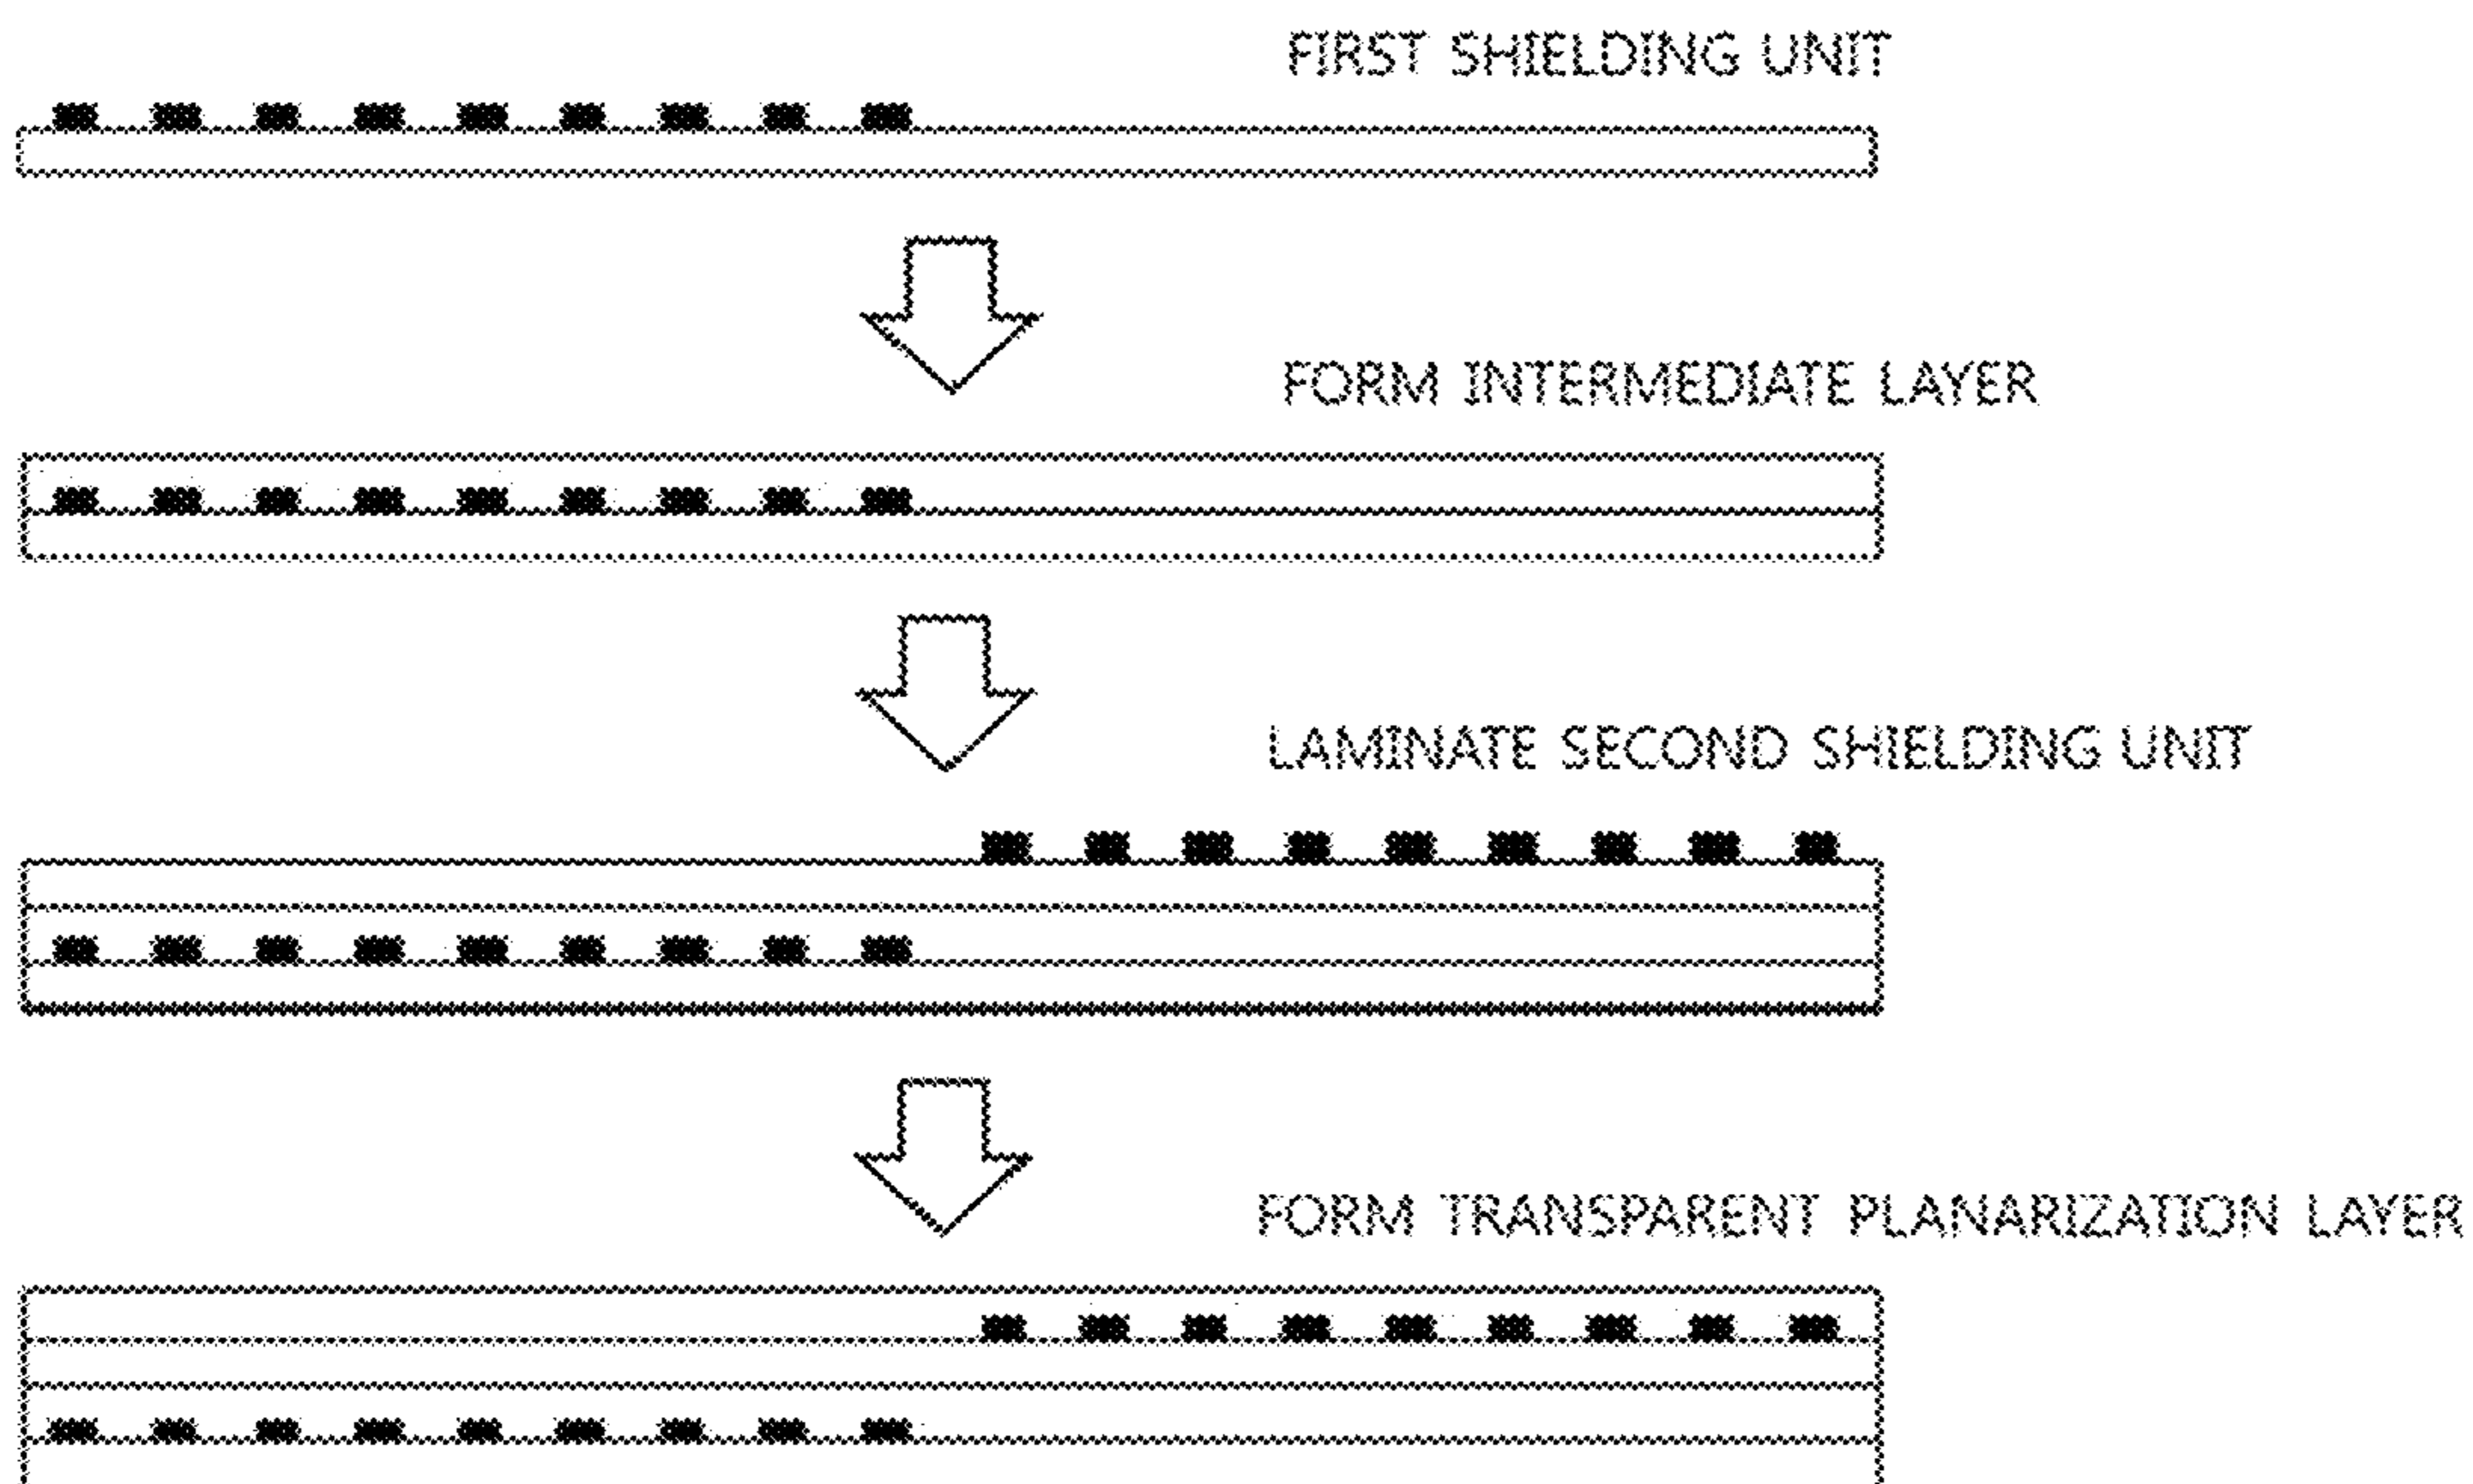 FIRST SHIELDING UNIT
FORM INTERMEDIATE LAYER
LAMINATE SECOND SHIELDING UNIT
FORM TRANSPARENT PLANARIZATION LAYER